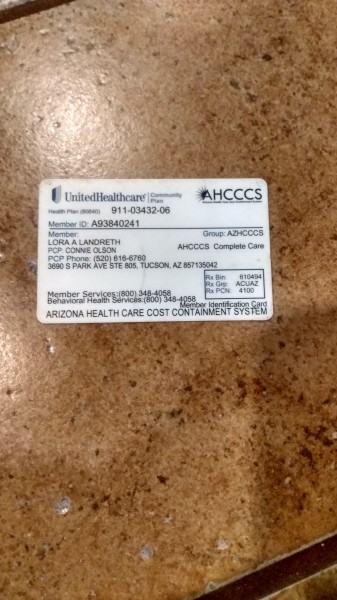 UnitedHealthcare Community Plan AHCCCS
Health Plan (80840) 911-03432-06
Member ID: A93840241 Group: AZHCCCS
Member:
LORA A LANDRETH AHCCCS Complete Care
PCP: CONNIE OLSON
PCP Phone: (520) 616-6760
3690 S PARK AVE STE 805, TUCSON, AZ 857135042
Rx Bin: 610494
Rx Grp: ACUAZ
Rx PCN: 4100
Member Services:(800) 348-4058
Behavioral Health Services:(800) 348-4058
Member Identification Card
ARIZONA HEALTH CARE COST CONTAINMENT SYSTEM